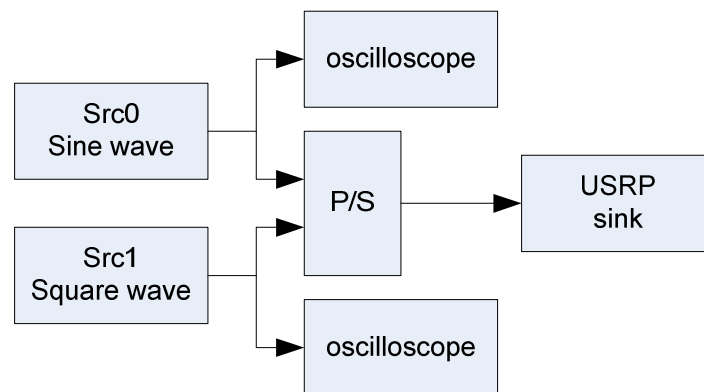 oscilloscope
Src0
Sine wave
P/S
USRP
sink
Src1
Square wave
oscilloscope